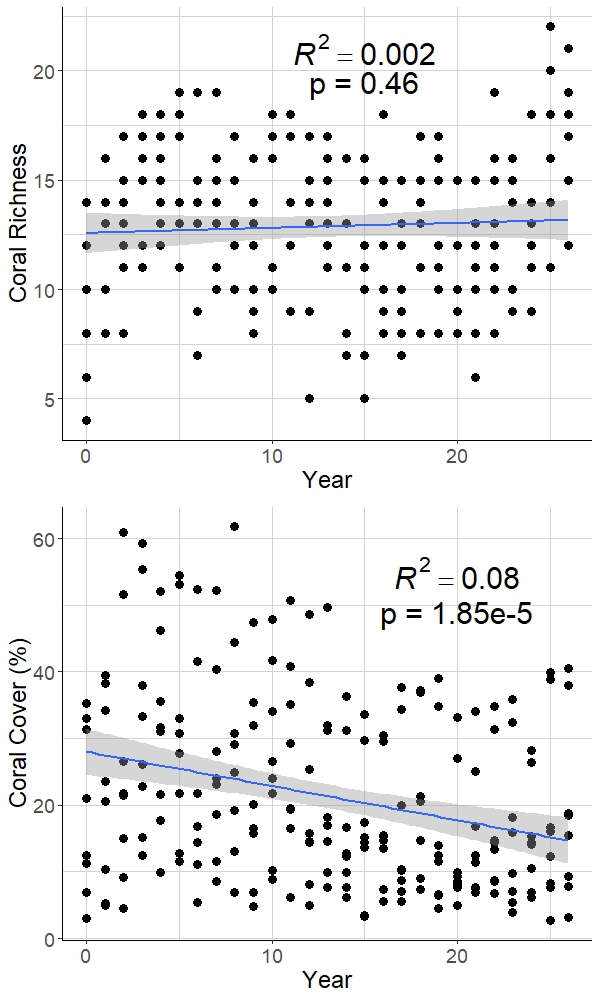 R² = 0.002
p = 0.46
20
15
10
5
Coral Richness
0 10 20
Year
R² = 0.08
p = 1.85e-5
60
40
20
0
Coral Cover (%)
0 10 20
Year